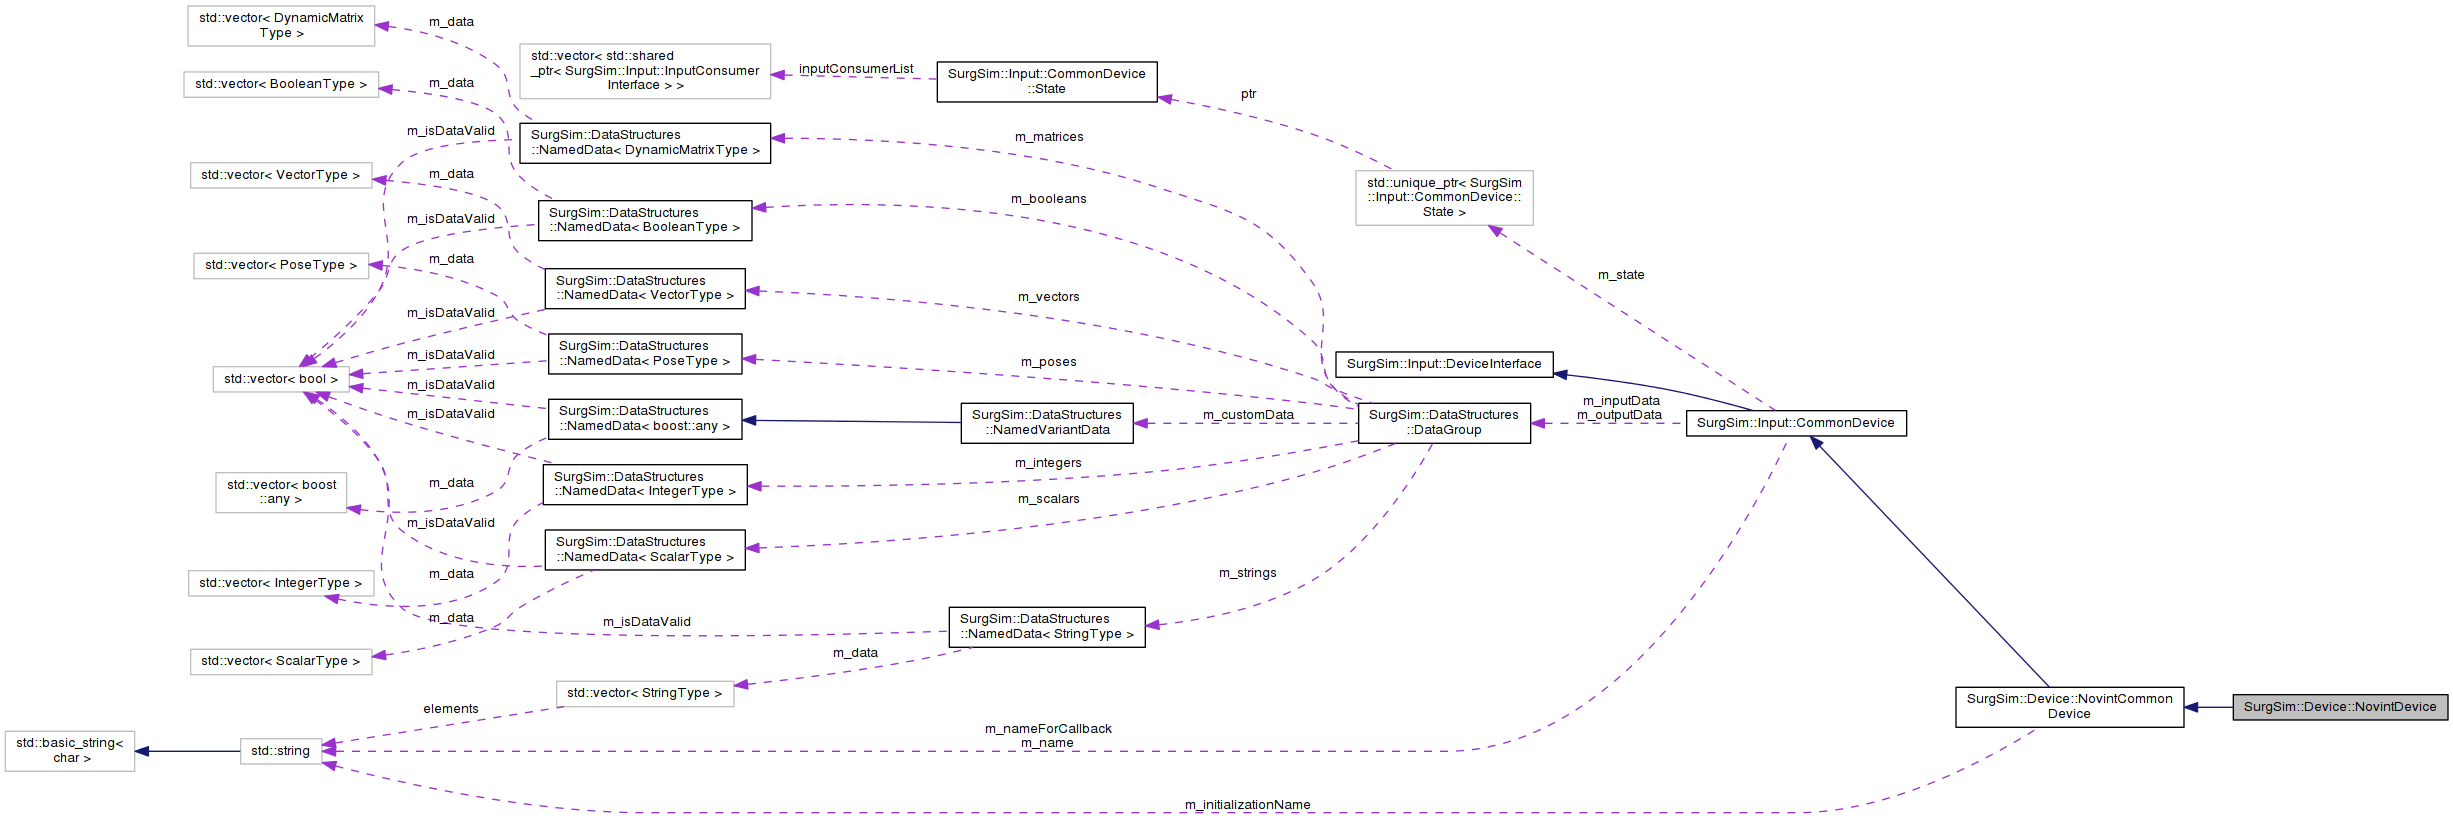 std::vector< DynamicMatrix
Type >
m_data
std::vector< std::shared
_ptr< SurgSim::Input::InputConsumer
Interface > >
inputConsumerList
SurgSim::Input::CommonDevice
::State
std::vector< BooleanType >
m_data
ptr
m_isDataValid
SurgSim::DataStructures
::NamedData< DynamicMatrixType >
m_matrices
std::vector< VectorType >
m_data
std::unique_ptr< SurgSim
::Input::CommonDevice::
State >
m_isDataValid
SurgSim::DataStructures
::NamedData< BooleanType >
m_booleans
std::vector< PoseType >
m_data
SurgSim::DataStructures
::NamedData< VectorType >
m_vectors
m_state
m_isDataValid
SurgSim::DataStructures
::NamedData< PoseType >
m_poses
SurgSim::Input::DeviceInterface
m_isDataValid
std::vector< bool >
m_isDataValid
SurgSim::DataStructures
::NamedData< boost::any >
SurgSim::DataStructures
::NamedVariantData
m_customData
SurgSim::DataStructures
::DataGroup
m_inputData
m_outputData
SurgSim::Input::CommonDevice
m_isDataValid
m_integers
SurgSim::DataStructures
::NamedData< IntegerType >
std::vector< boost
::any >
m_data
m_scalars
m_isDataValid
SurgSim::DataStructures
::NamedData< ScalarType >
std::vector< IntegerType >
m_data
m_strings
m_data
m_isDataValid
SurgSim::DataStructures
::NamedData< StringType >
std::vector< ScalarType >
m_data
std::vector< StringType >
elements
SurgSim::Device::NovintCommon
Device
SurgSim::Device::NovintDevice
std::basic_string<
char >
std::string
m_nameForCallback
m_name
m_initializationName